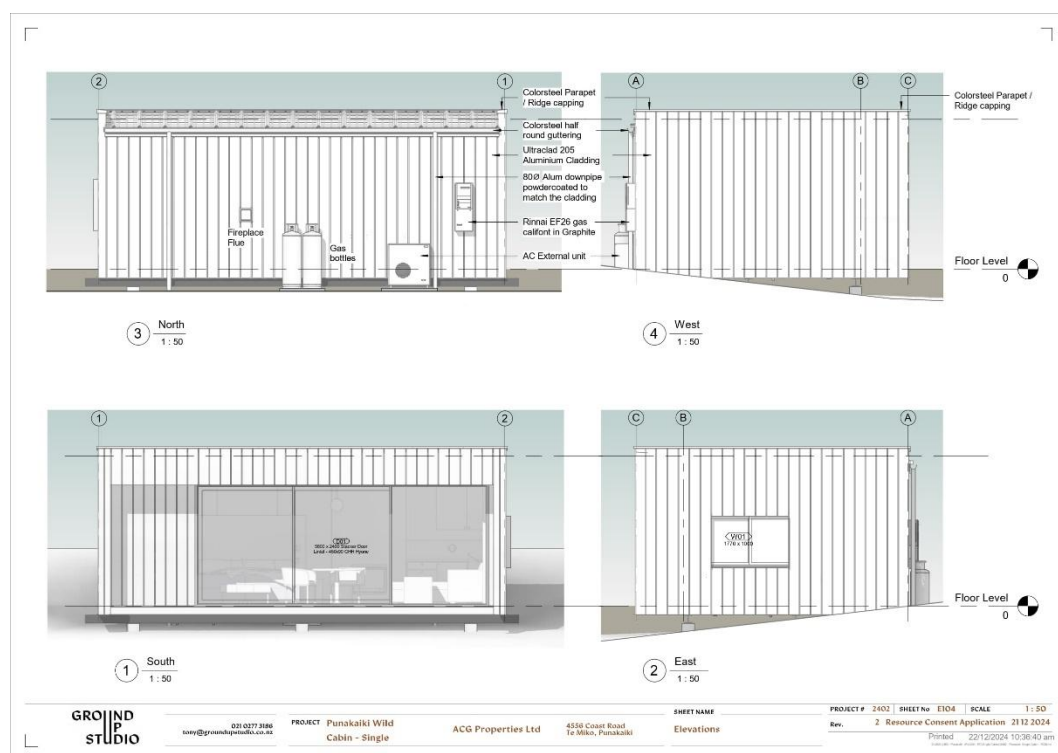 2
1
A
B
C
Colorsteel Parapet
/ Ridge capping
Colorsteel Parapet /
Ridge capping
Colorsteel half
round guttering
Ultraclad 205
Aluminium Cladding
80Ø Alum downpipe
powdercoated to
match the cladding
Rinnai EF26 gas
califont in Graphite
AC External unit
Fireplace
Flue
Gas
bottles
Floor Level
0
3 North
1 : 50
4 West
1 : 50
1
2
C
B
A
D01
W01
1770 x 1000
Floor Level
0
1 South
1 : 50
2 East
1 : 50
GROUND
UP
STUDIO
021 0277 3186
tony@groundupstudio.co.nz
PROJECT Punakaiki Wild
Cabin - Single
ACG Properties Ltd
4556 Coast Road
Te Miko, Punakaiki
SHEET NAME
Elevations
PROJECT # 2402 SHEET No E104 SCALE 1 : 50
Rev. 2 Resource Consent Application 21 12 2024
Printed 22/12/2024 10:36:40 am